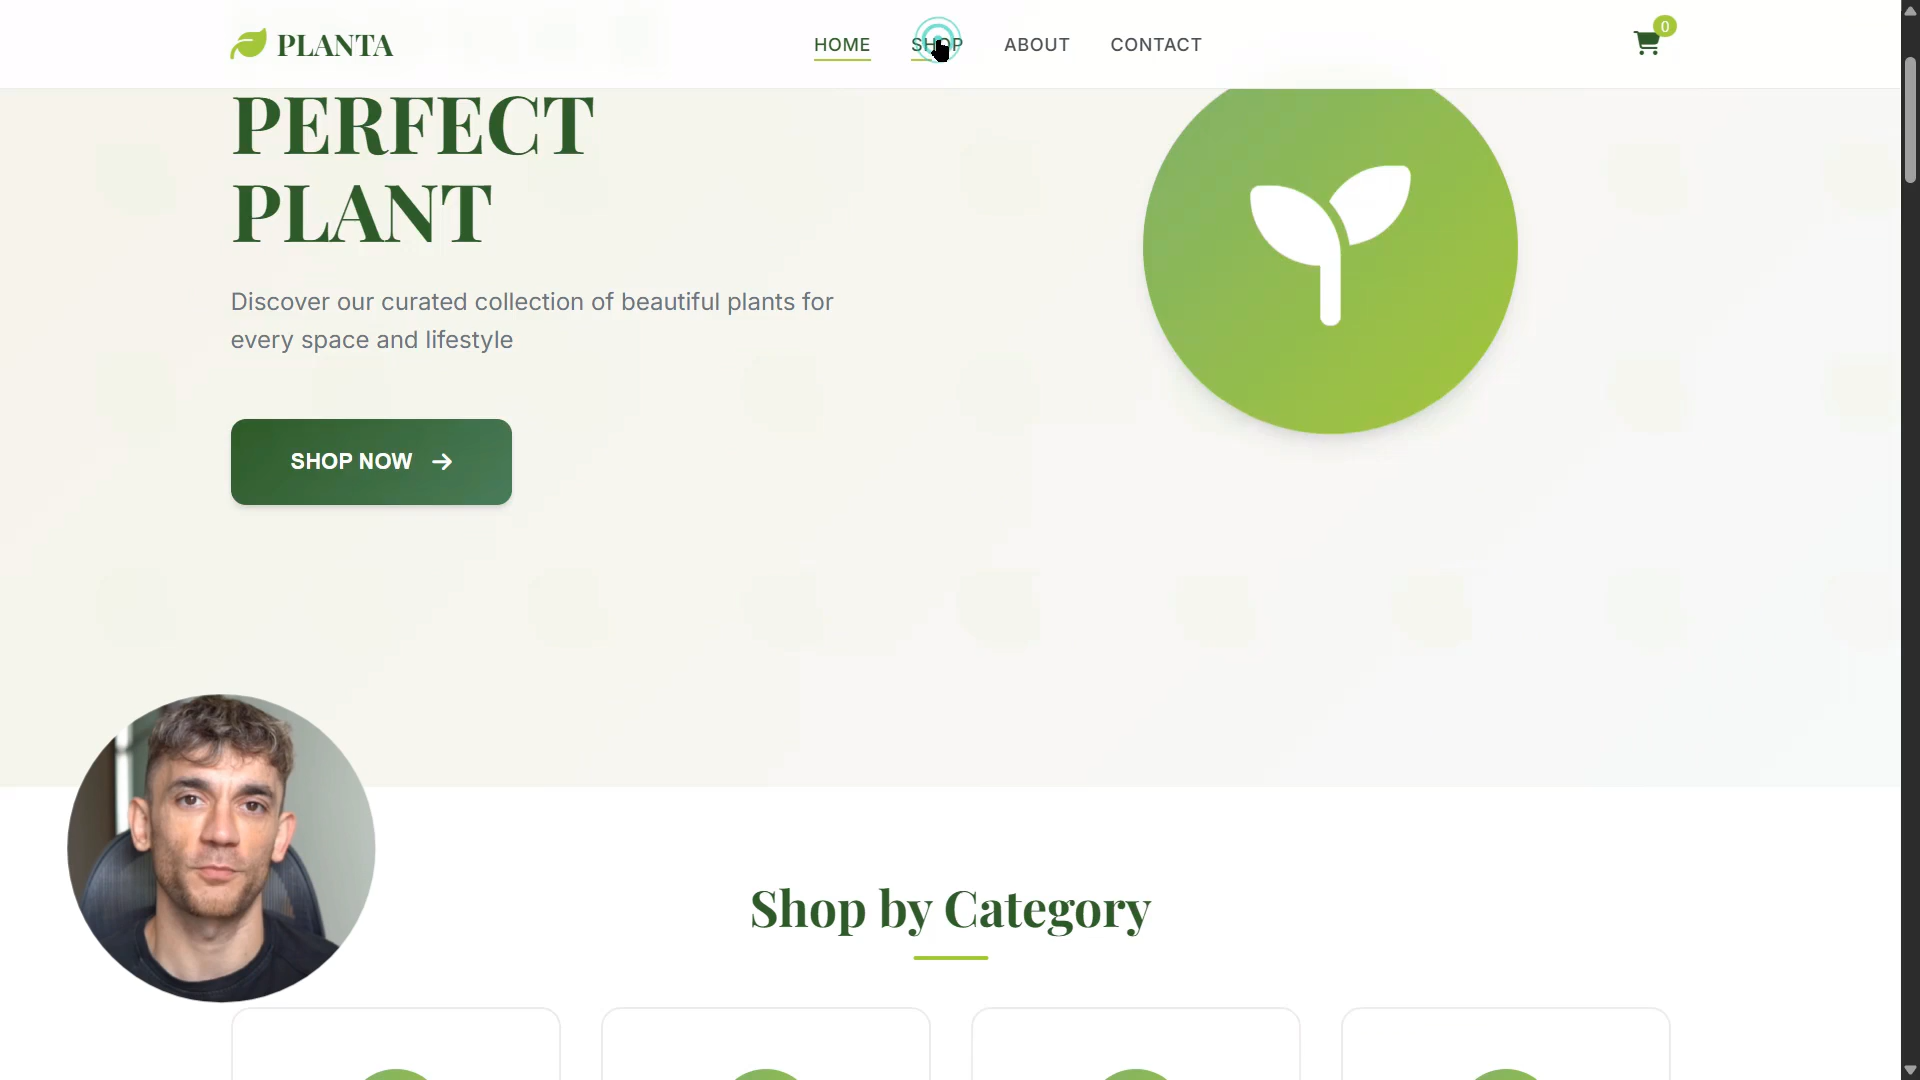 PLANTA
HOME
SHOP
ABOUT
CONTACT
0
PERFECT
PLANT
Discover our curated collection of beautiful plants for
every space and lifestyle
SHOP NOW
Shop by Category